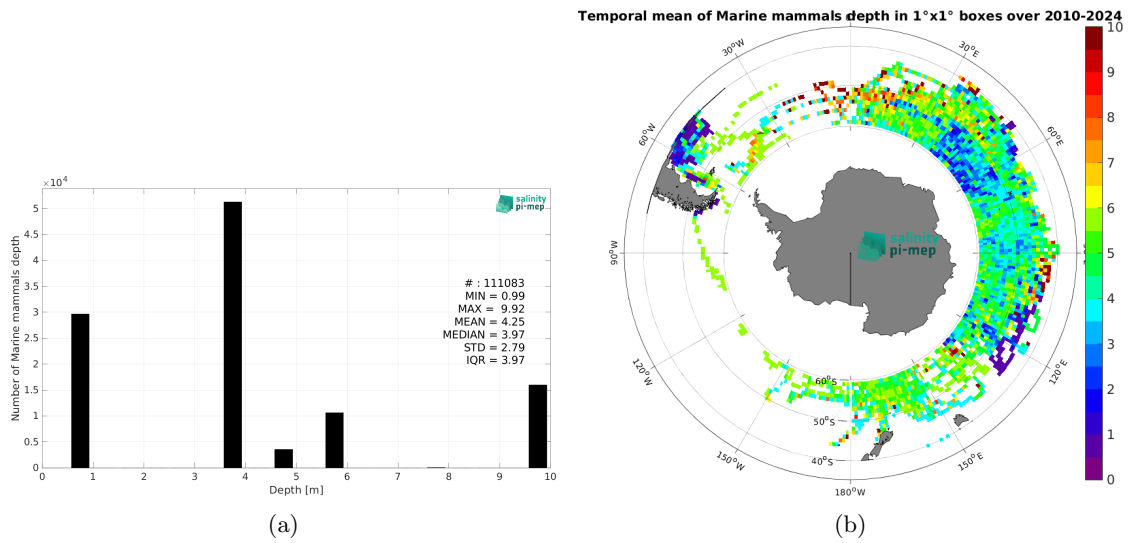 Temporal mean of Marine mammals depth in 1°x1° boxes over 2010-2024
×10⁴
5
4.5
4
3.5
3
2.5
2
1.5
1
0.5
0
Number of Marine mammals depth
salinity
pi-mep
# : 111083
MIN = 0.99
MAX = 9.92
MEAN = 4.25
MEDIAN = 3.97
STD = 2.79
IQR = 3.97
0 1 2 3 4 5 6 7 8 9 10
Depth [m]
(a)
30°W
30°E
60°W
60°E
90°W
120°W
120°E
150°W
150°E
180°W
60°S
50°S
40°S
salinity
pi-mep
10
9
8
7
6
5
4
3
2
1
0
(b)